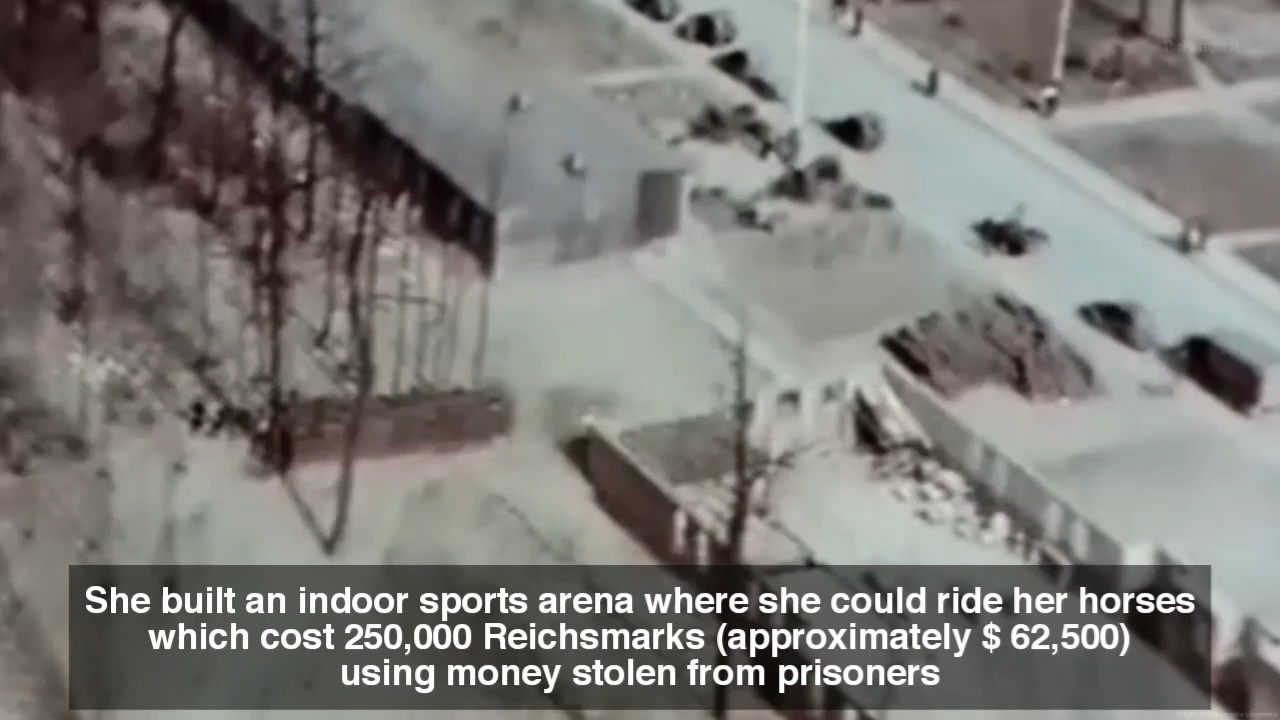 She built an indoor sports arena where she could ride her horses
which cost 250,000 Reichsmarks (approximately $ 62,500)
using money stolen from prisoners